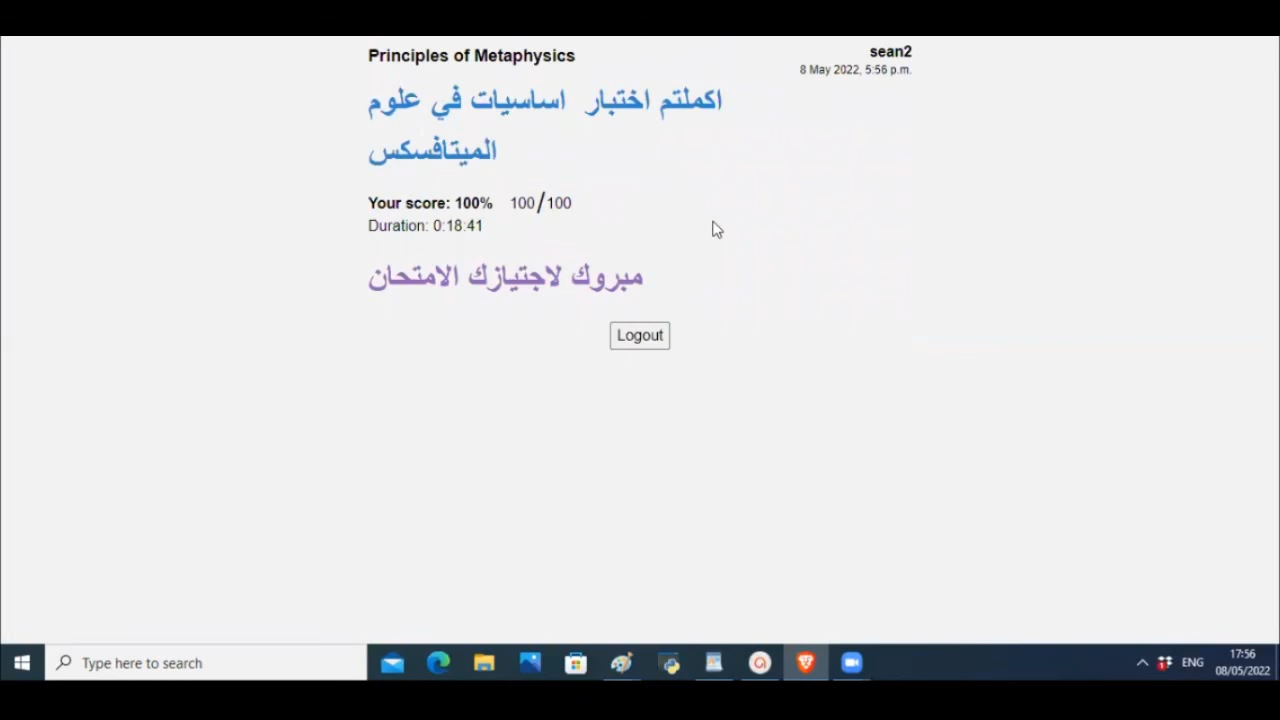 Principles of Metaphysics
sean2
8 May 2022, 5:56 p.m.
اكملتم اختبار اساسيات في علوم
الميتافسكس
Your score: 100% 100/100
Duration: 0:18:41
مبروك لاجتيازك الامتحان
Logout
Type here to search
ENG
17:56
08/05/2022